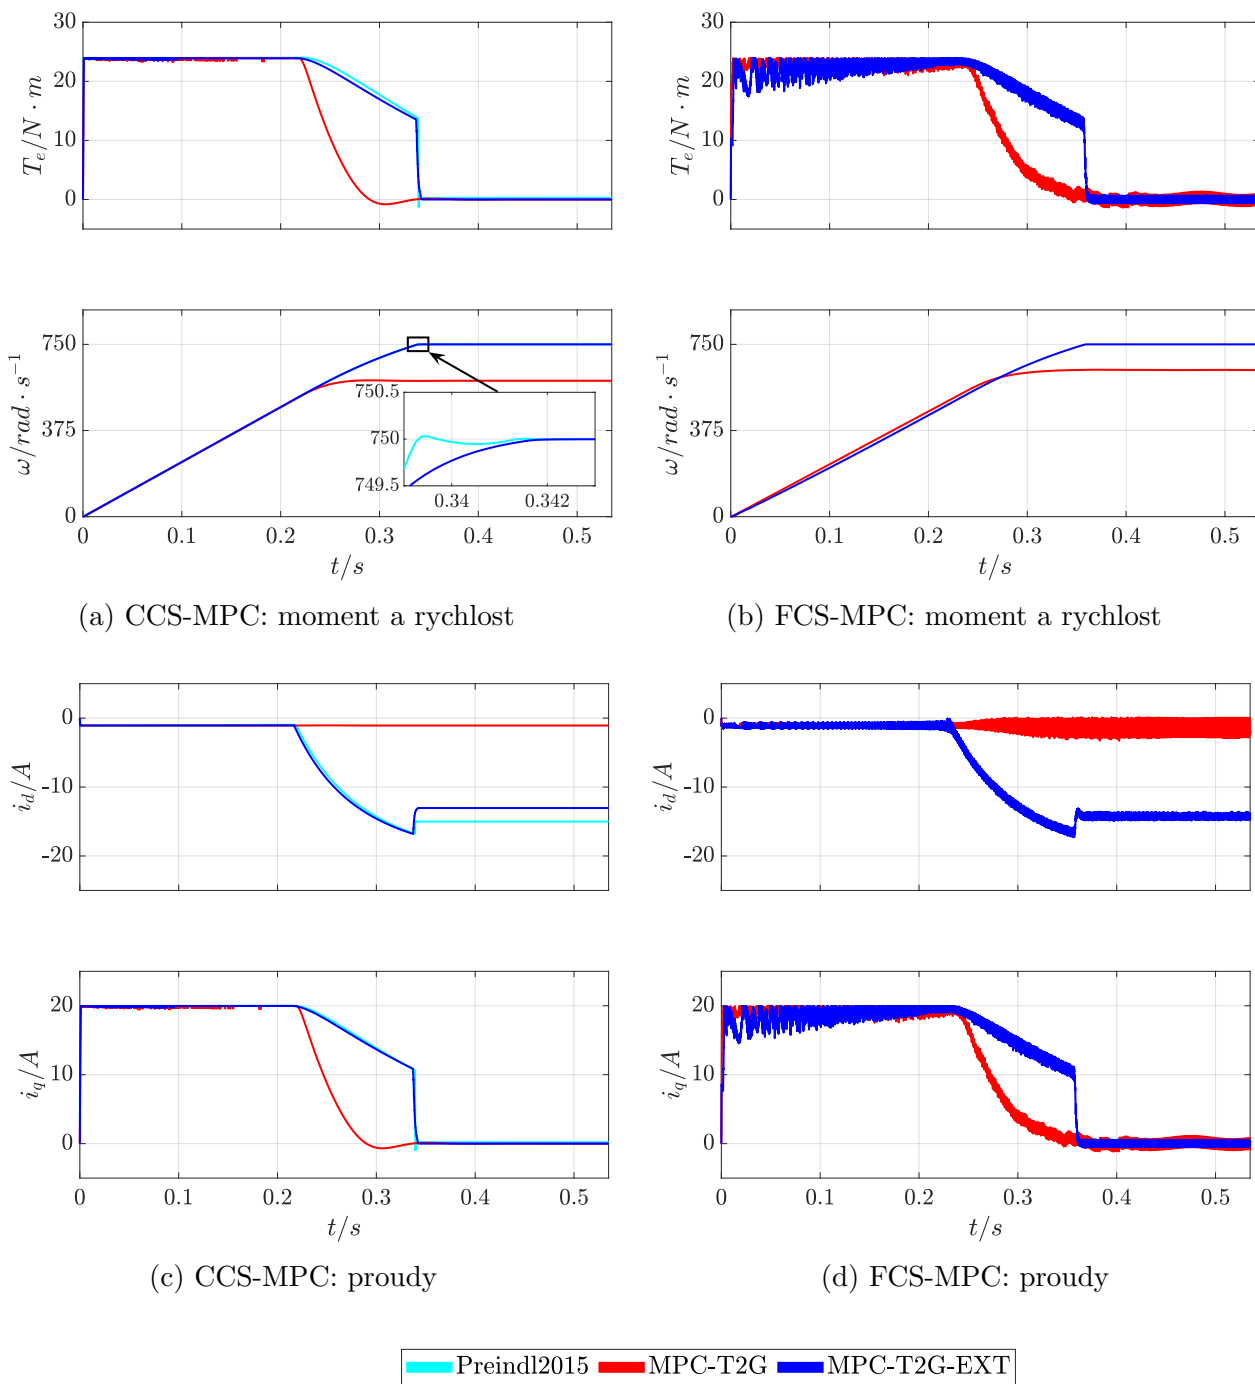 30
20
10
0
T_e/N · m
30
20
10
0
T_e/N · m
750
375
0
ω/rad · s⁻¹
750.5
750
749.5
0.34 0.342
0 0.1 0.2 0.3 0.4 0.5
t/s
750
375
0
ω/rad · s⁻¹
0 0.1 0.2 0.3 0.4 0.5
t/s
(a) CCS-MPC: moment a rychlost
(b) FCS-MPC: moment a rychlost
0
-10
-20
i_d/A
0
-10
-20
i_d/A
20
10
0
i_q/A
0 0.1 0.2 0.3 0.4 0.5
t/s
20
10
0
i_q/A
0 0.1 0.2 0.3 0.4 0.5
t/s
(c) CCS-MPC: proudy
(d) FCS-MPC: proudy
Preindl2015 MPC-T2G MPC-T2G-EXT